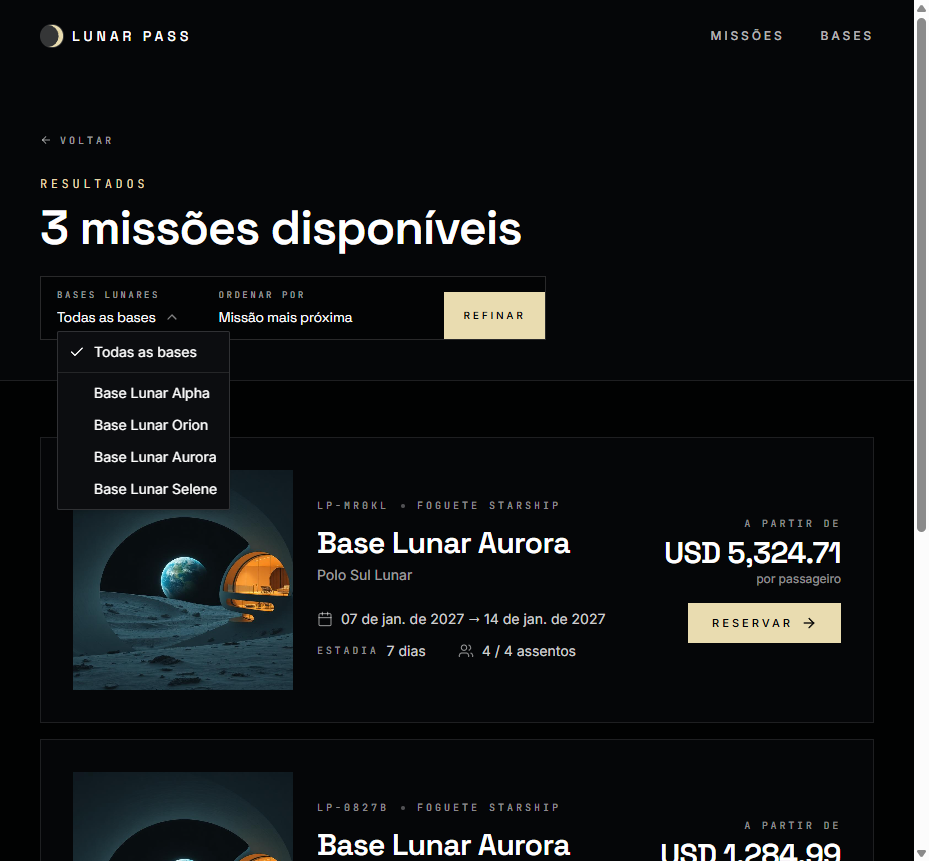 LUNAR PASS
MISSÕES
BASES
← VOLTAR
RESULTADOS
3 missões disponíveis
BASES LUNARES
Todas as bases
ORDENAR POR
Missão mais próxima
REFINAR
Todas as bases
Base Lunar Alpha
Base Lunar Orion
Base Lunar Aurora
Base Lunar Selene
LP-MR0KL • FOGUETE STARSHIP
Base Lunar Aurora
Polo Sul Lunar
07 de jan. de 2027 → 14 de jan. de 2027
ESTADIA 7 dias
4 / 4 assentos
A PARTIR DE
USD 5,324.71
por passageiro
RESERVAR →
LP-0827B • FOGUETE STARSHIP
Base Lunar Aurora
A PARTIR DE
USD 1,284.99